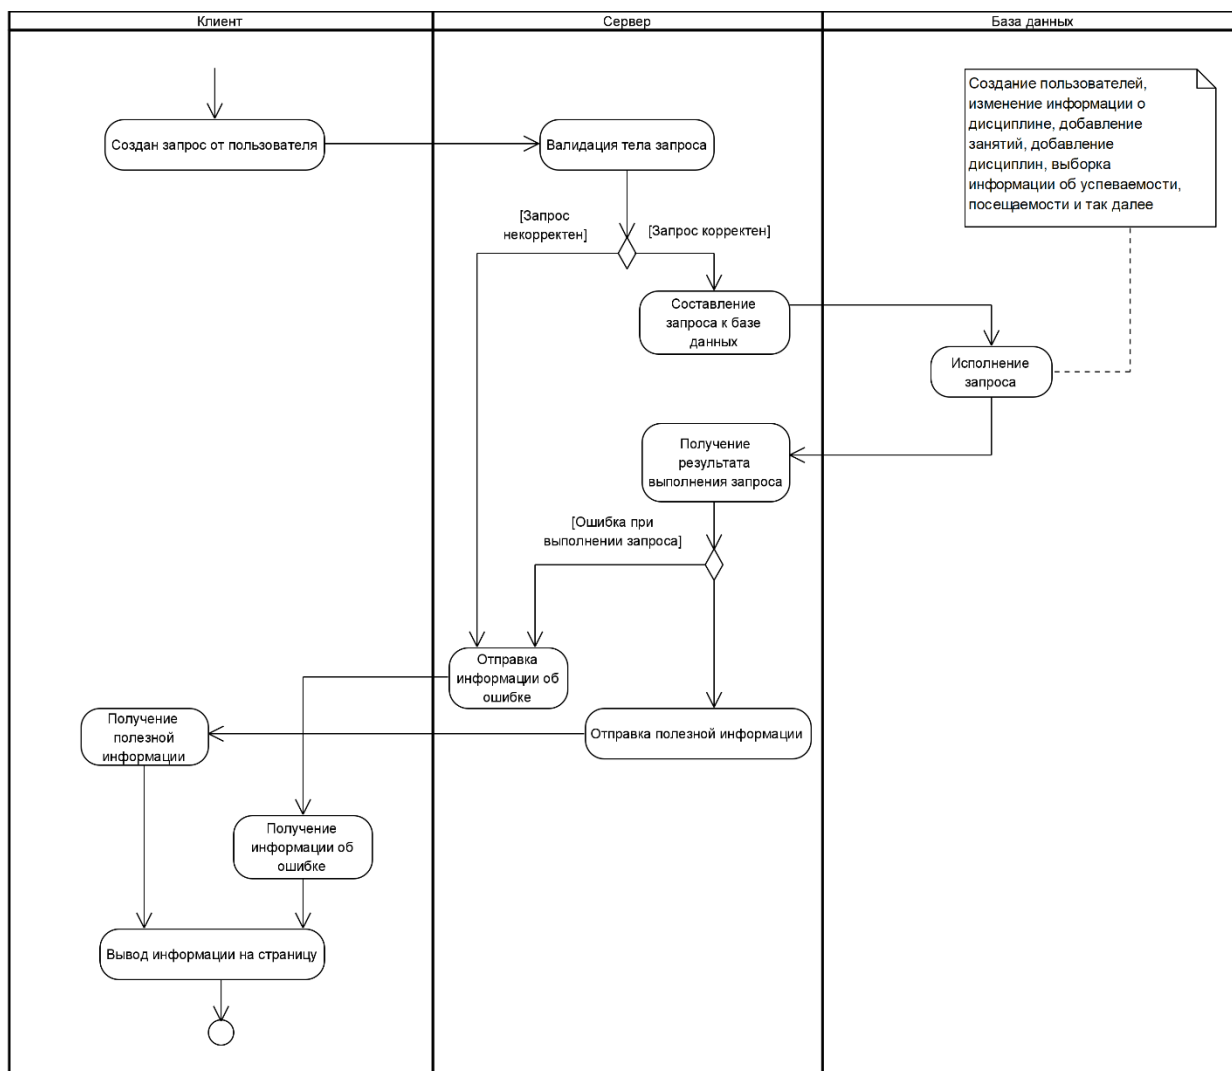 Клиент
Сервер
База данных
Создание пользователей,
изменение информации о
дисциплине, добавление
занятий, добавление
дисциплин, выборка
информации об успеваемости,
посещаемости и так далее
Создан запрос от пользователя
Валидация тела запроса
[Запрос
некорректен]
[Запрос корректен]
Составление
запроса к базе
данных
Исполнение
запроса
Получение
результата
выполнения запроса
[Ошибка при
выполнении запроса]
Отправка
информации об
ошибке
Получение
полезной
информации
Отправка полезной информации
Получение
информации об
ошибке
Вывод информации на страницу